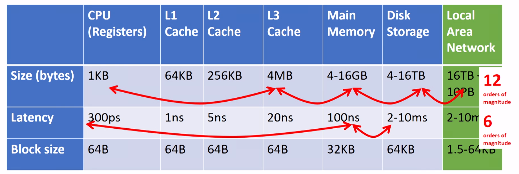 CPU (Registers) L1 Cache L2 Cache L3 Cache Main Memory Disk Storage Local Area Network
Size (bytes) 1KB 64KB 256KB 4MB 4-16GB 4-16TB 16TB - 10PB
12 orders of magnitude
Latency 300ps 1ns 5ns 20ns 100ns 2-10ms 2-10m
6 orders of magnitude
Block size 64B 64B 64B 64B 32KB 64KB 1.5-64KB